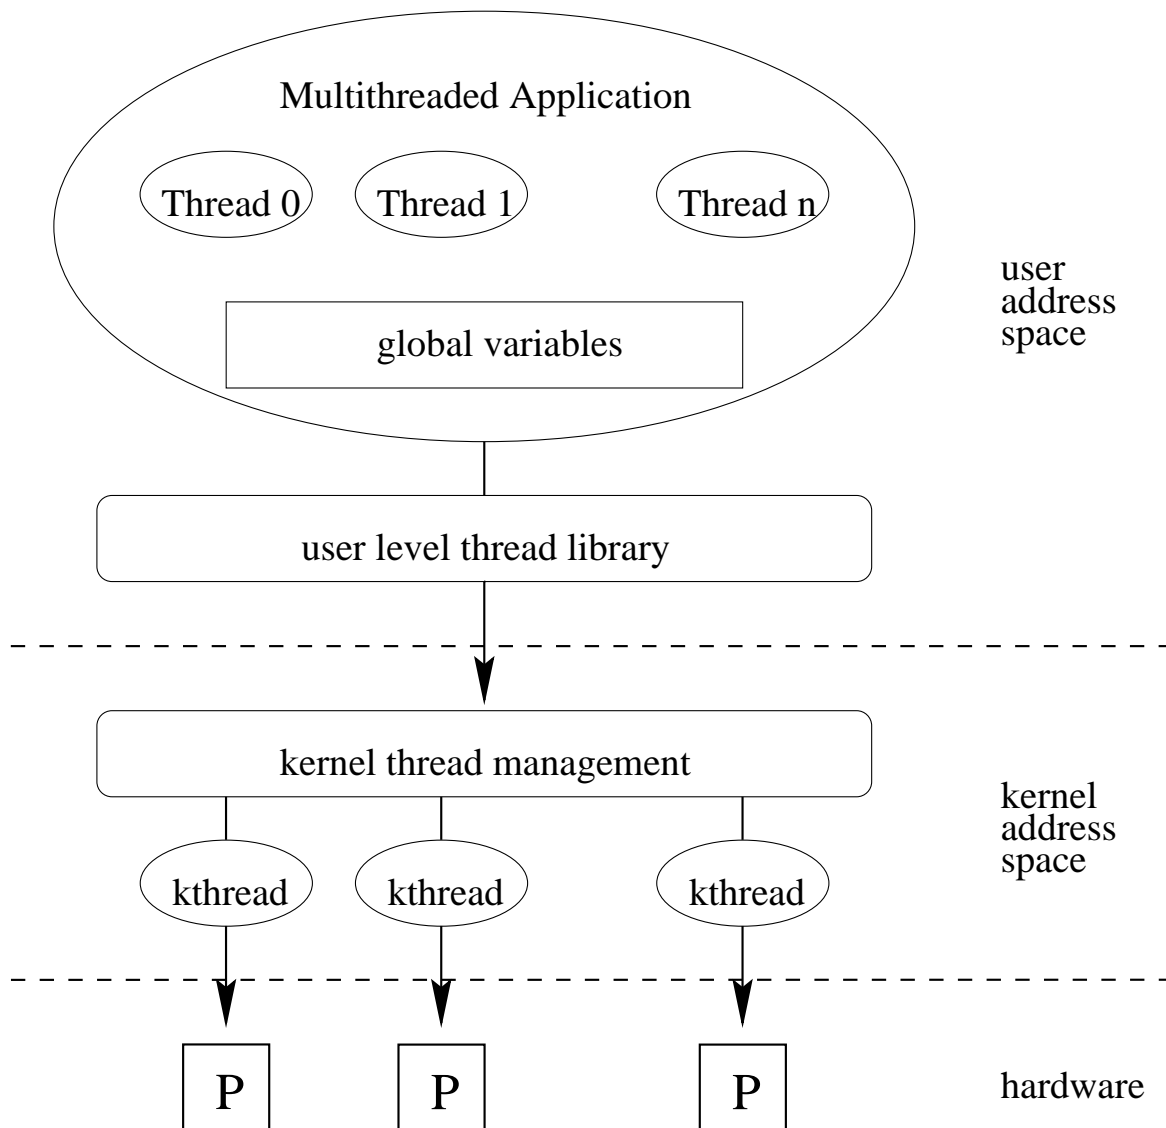 Multithreaded Application
Thread 0
Thread 1
Thread n
global variables
user
address
space
user level thread library
kernel thread management
kernel
address
space
kthread
kthread
kthread
P
P
P
hardware